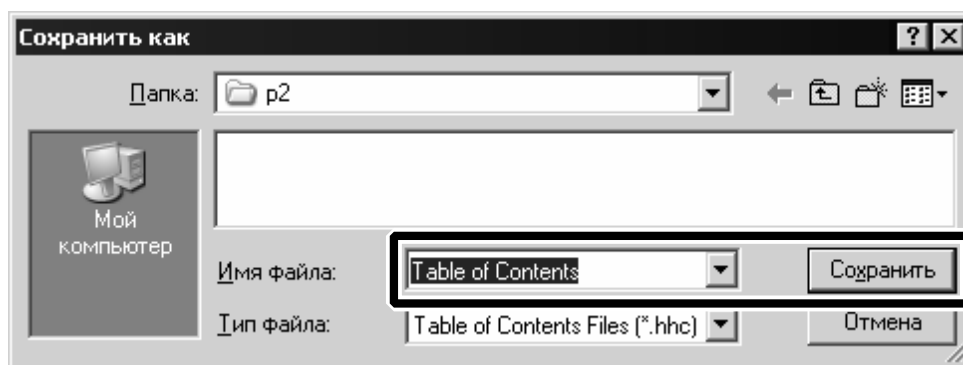 Сохранить как
Папка: p2
Мой
компьютер
Имя файла: Table of Contents Сохранить
Тип файла: Table of Contents Files (*.hhc) Отмена